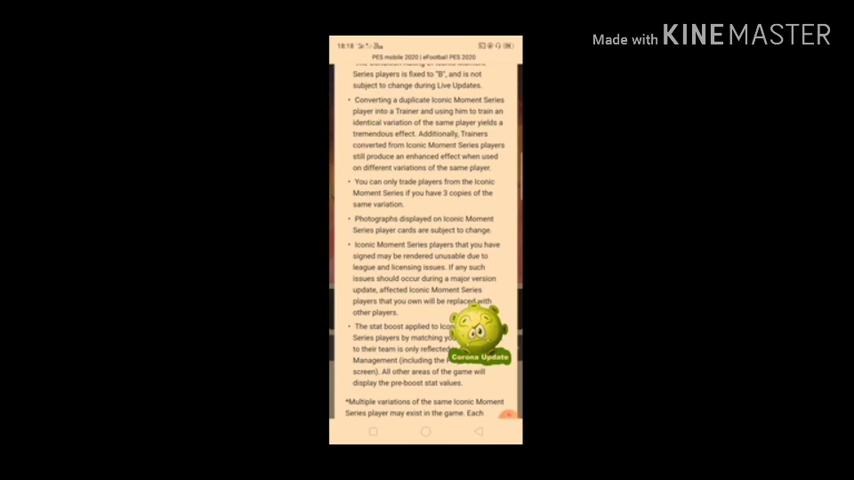 Made with KINEMASTER
18:18
PES mobile 2020 | eFootball PES 2020
Series players is fixed to "B", and is not
subject to change during Live Updates.
• Converting a duplicate Iconic Moment Series
player into a Trainer and using him to train an
identical variation of the same player yields a
tremendous effect. Additionally, Trainers
converted from Iconic Moment Series players
still produce an enhanced effect when used
on different variations of the same player.
• You can only trade players from the Iconic
Moment Series if you have 3 copies of the
same variation.
• Photographs displayed on Iconic Moment
Series player cards are subject to change.
• Iconic Moment Series players that you have
signed may be rendered unusable due to
league and licensing issues. If any such
issues should occur during a major version
update, affected Iconic Moment Series
players that you own will be replaced with
other players.
• The stat boost applied to
Series players by matching
to their team is only reflected
Management (including the
screen). All other areas of the game will
display the pre-boost stat values.
Corona Update
*Multiple variations of the same Iconic Moment
Series player may exist in the game. Each